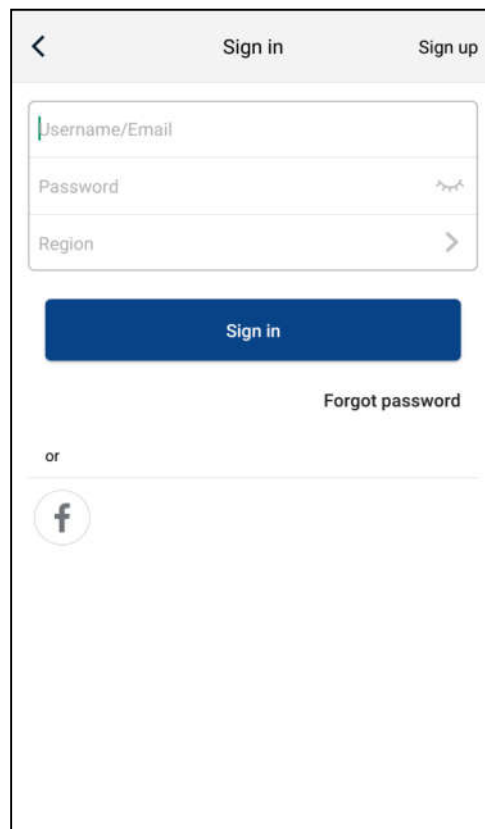 Sign in
Sign up
Username/Email
Password
Region
Sign in
Forgot password
or
f